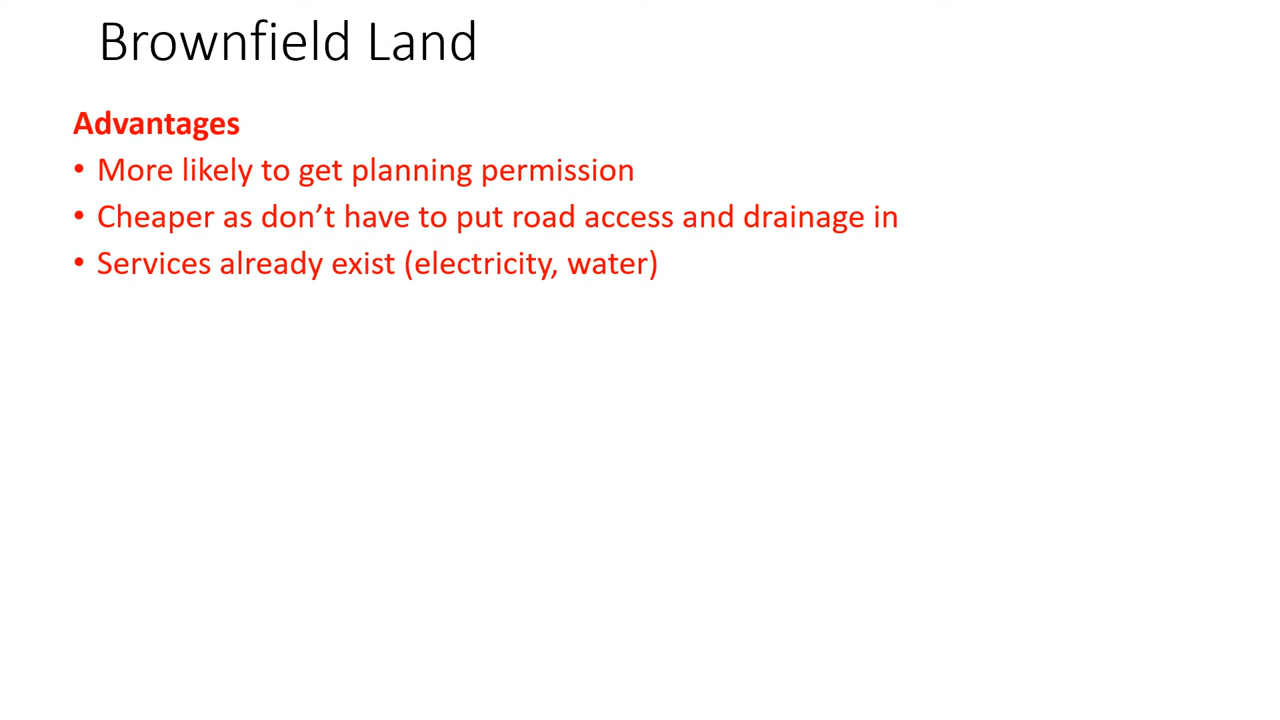 Brownfield Land
Advantages
• More likely to get planning permission
• Cheaper as don’t have to put road access and drainage in
• Services already exist (electricity, water)